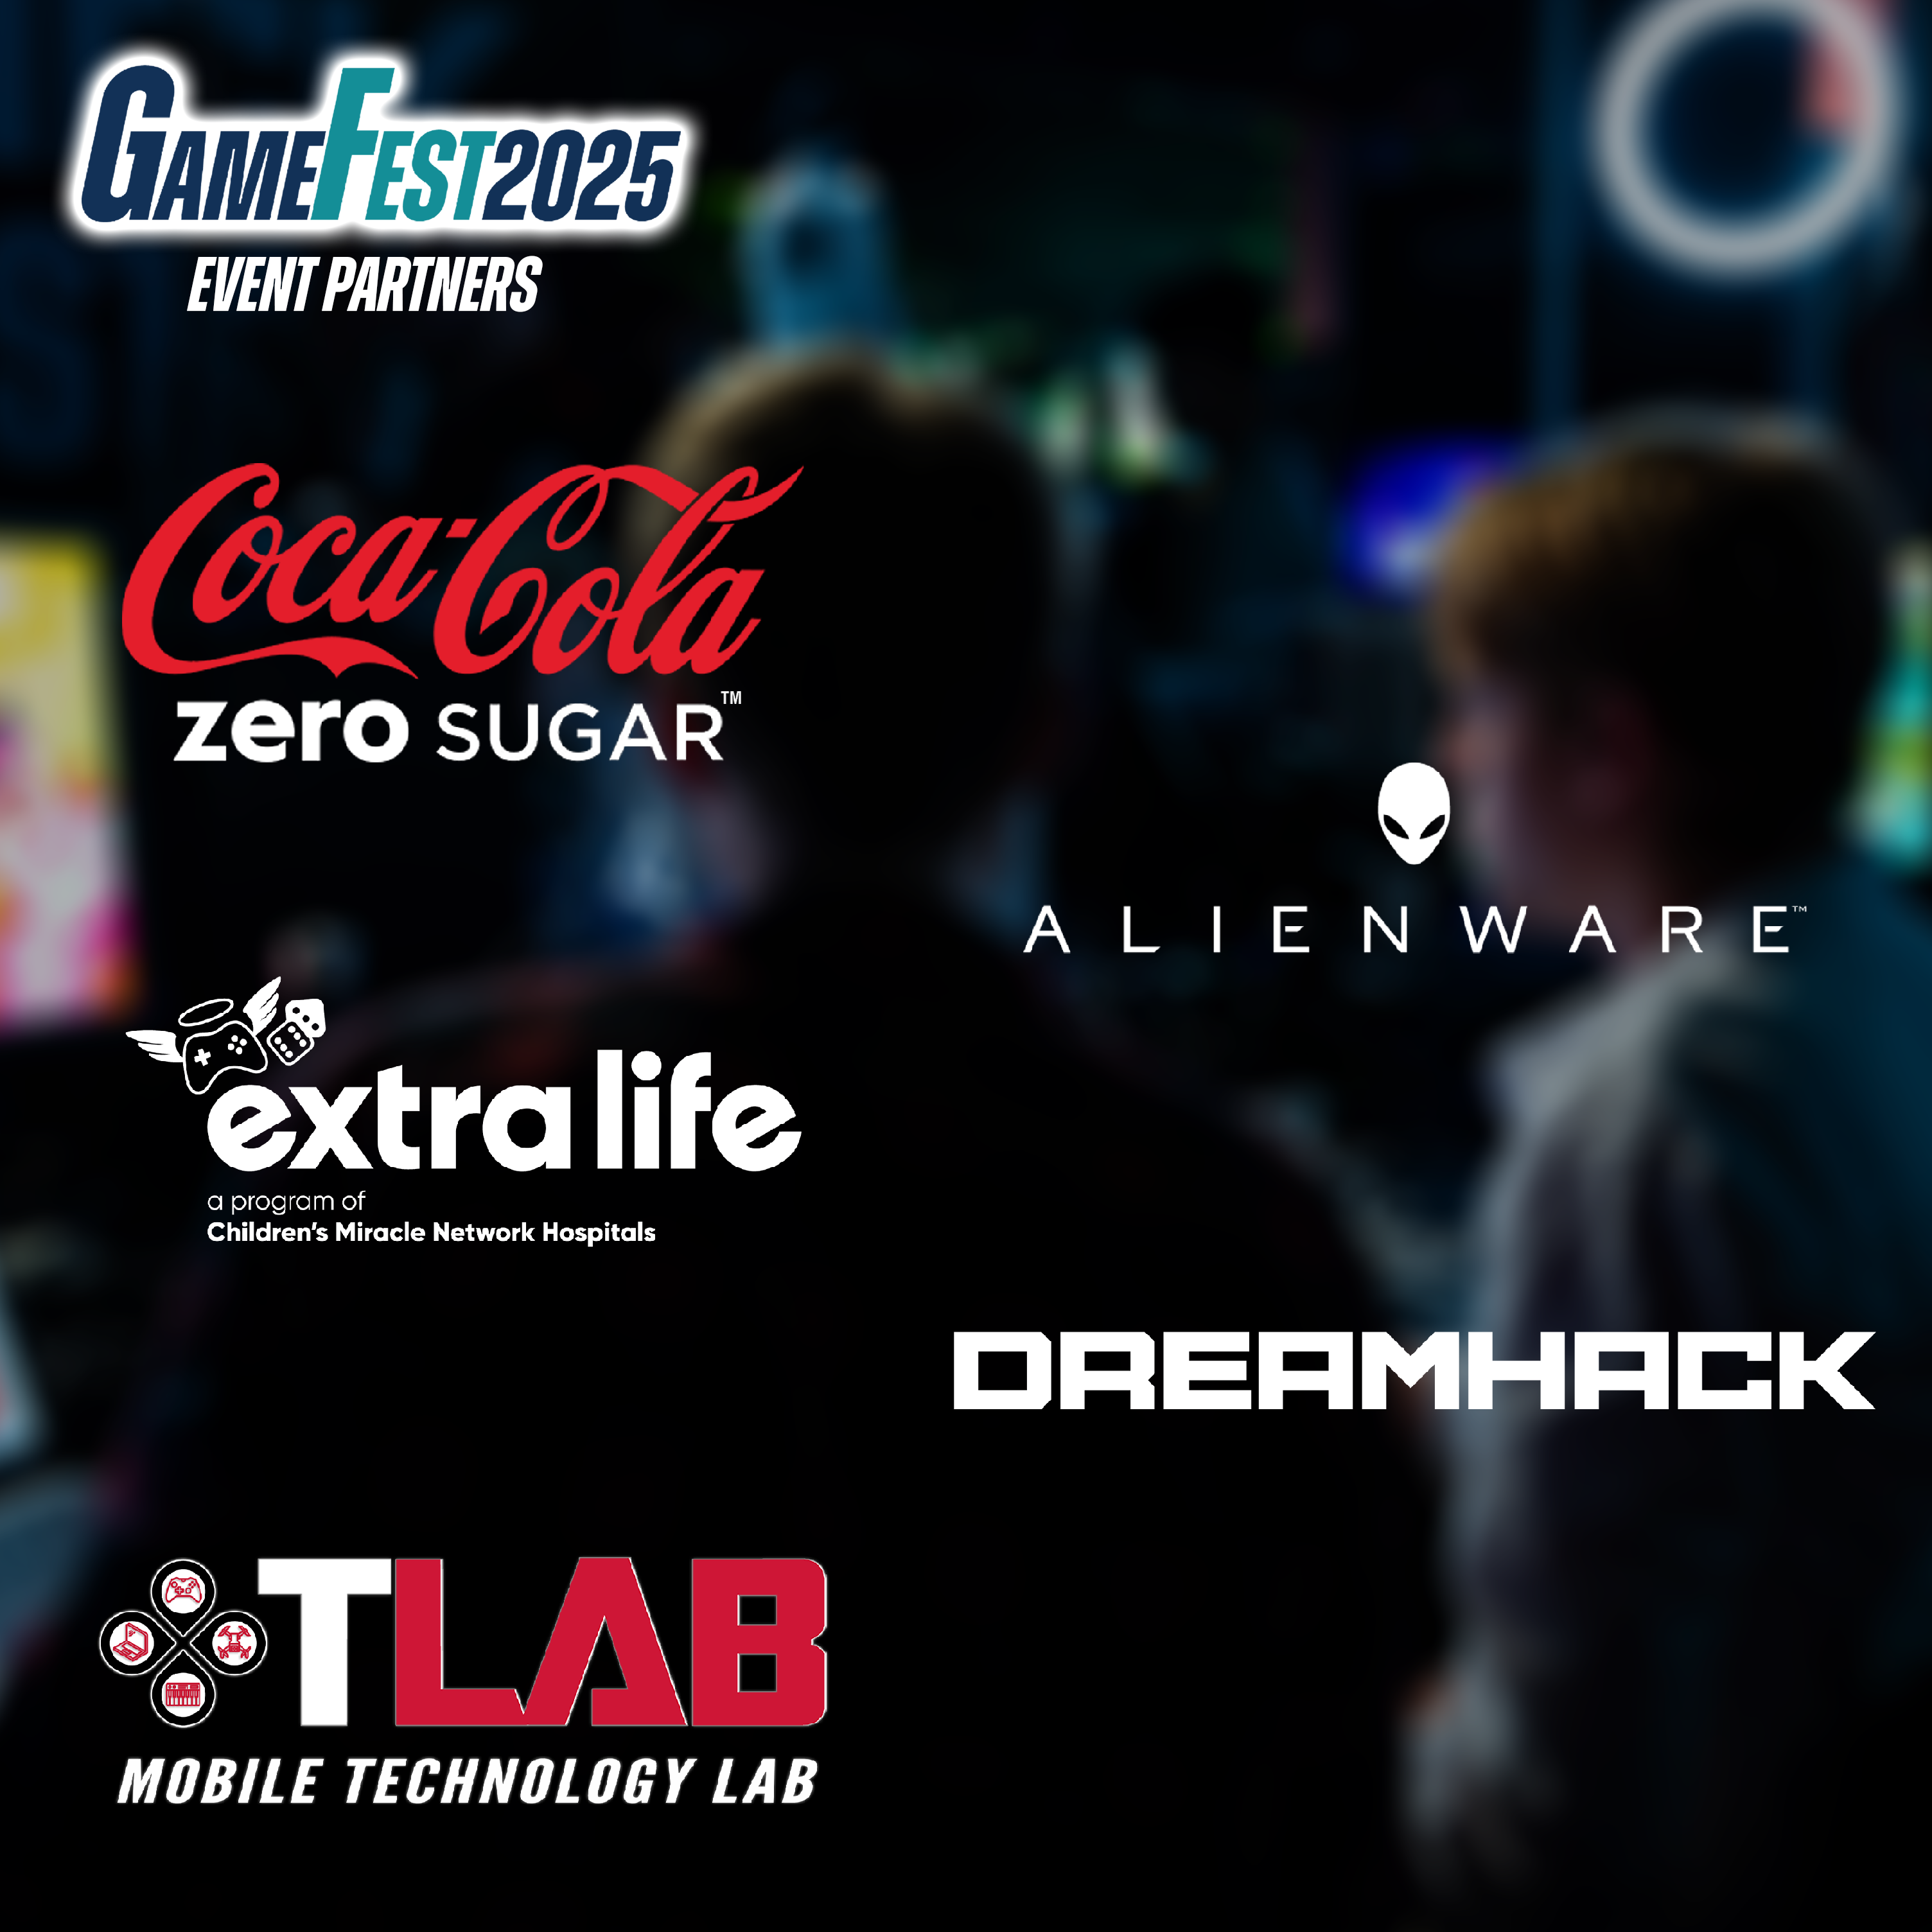 GAMEFEST2025
EVENT PARTNERS
Coca-Cola
zero SUGAR™
ALIENWARE™
extra life
a program of
Children's Miracle Network Hospitals
DREAMHACK
TLAB
MOBILE TECHNOLOGY LAB